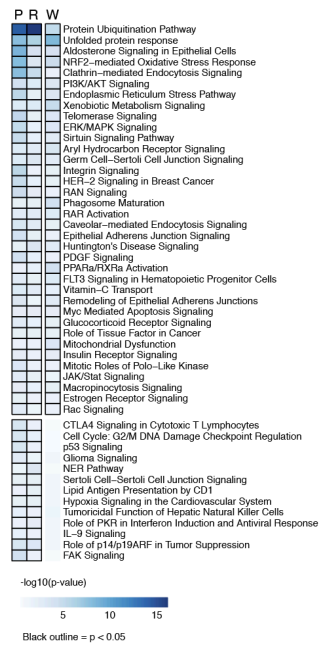 P R W
Protein Ubiquitination Pathway
Unfolded protein response
Aldosterone Signaling in Epithelial Cells
NRF2-mediated Oxidative Stress Response
Clathrin-mediated Endocytosis Signaling
PI3K/AKT Signaling
Endoplasmic Reticulum Stress Pathway
Xenobiotic Metabolism Signaling
Telomerase Signaling
ERK/MAPK Signaling
Sirtuin Signaling Pathway
Aryl Hydrocarbon Receptor Signaling
Germ Cell-Sertoli Cell Junction Signaling
Integrin Signaling
HER-2 Signaling in Breast Cancer
RAN Signaling
Phagosome Maturation
RAR Activation
Caveolar-mediated Endocytosis Signaling
Epithelial Adherens Junction Signaling
Huntington's Disease Signaling
PDGF Signaling
PPARa/RXRa Activation
FLT3 Signaling in Hematopoietic Progenitor Cells
Vitamin-C Transport
Remodeling of Epithelial Adherens Junctions
Myc Mediated Apoptosis Signaling
Glucocorticoid Receptor Signaling
Role of Tissue Factor in Cancer
Mitochondrial Dysfunction
Insulin Receptor Signaling
Mitotic Roles of Polo-Like Kinase
JAK/Stat Signaling
Macropinocytosis Signaling
Estrogen Receptor Signaling
Rac Signaling
CTLA4 Signaling in Cytotoxic T Lymphocytes
Cell Cycle: G2/M DNA Damage Checkpoint Regulation
p53 Signaling
Glioma Signaling
NER Pathway
Sertoli Cell-Sertoli Cell Junction Signaling
Lipid Antigen Presentation by CD1
Hypoxia Signaling in the Cardiovascular System
Tumoricidal Function of Hepatic Natural Killer Cells
Role of PKR in Interferon Induction and Antiviral Response
IL-9 Signaling
Role of p14/p19ARF in Tumor Suppression
FAK Signaling
-log10(p-value)
5 10 15
Black outline = p < 0.05